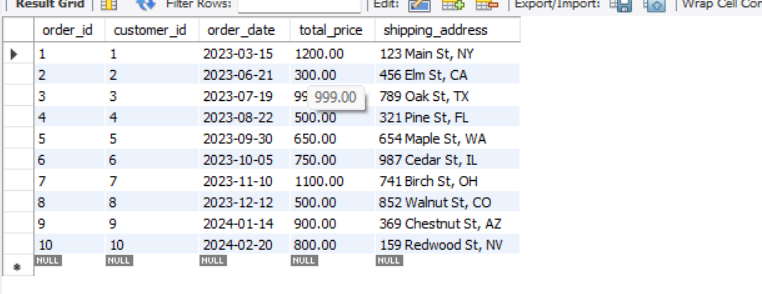 Result Grid Filter Rows: Edit: Export/Import: Wrap Cell Con
order_id customer_id order_date total_price shipping_address
1 1 2023-03-15 1200.00 123 Main St, NY
2 2 2023-06-21 300.00 456 Elm St, CA
3 3 2023-07-19 99 999.00 789 Oak St, TX
4 4 2023-08-22 500.00 321 Pine St, FL
5 5 2023-09-30 650.00 654 Maple St, WA
6 6 2023-10-05 750.00 987 Cedar St, IL
7 7 2023-11-10 1100.00 741 Birch St, OH
8 8 2023-12-12 500.00 852 Walnut St, CO
9 9 2024-01-14 900.00 369 Chestnut St, AZ
10 10 2024-02-20 800.00 159 Redwood St, NV
NULL NULL NULL NULL NULL